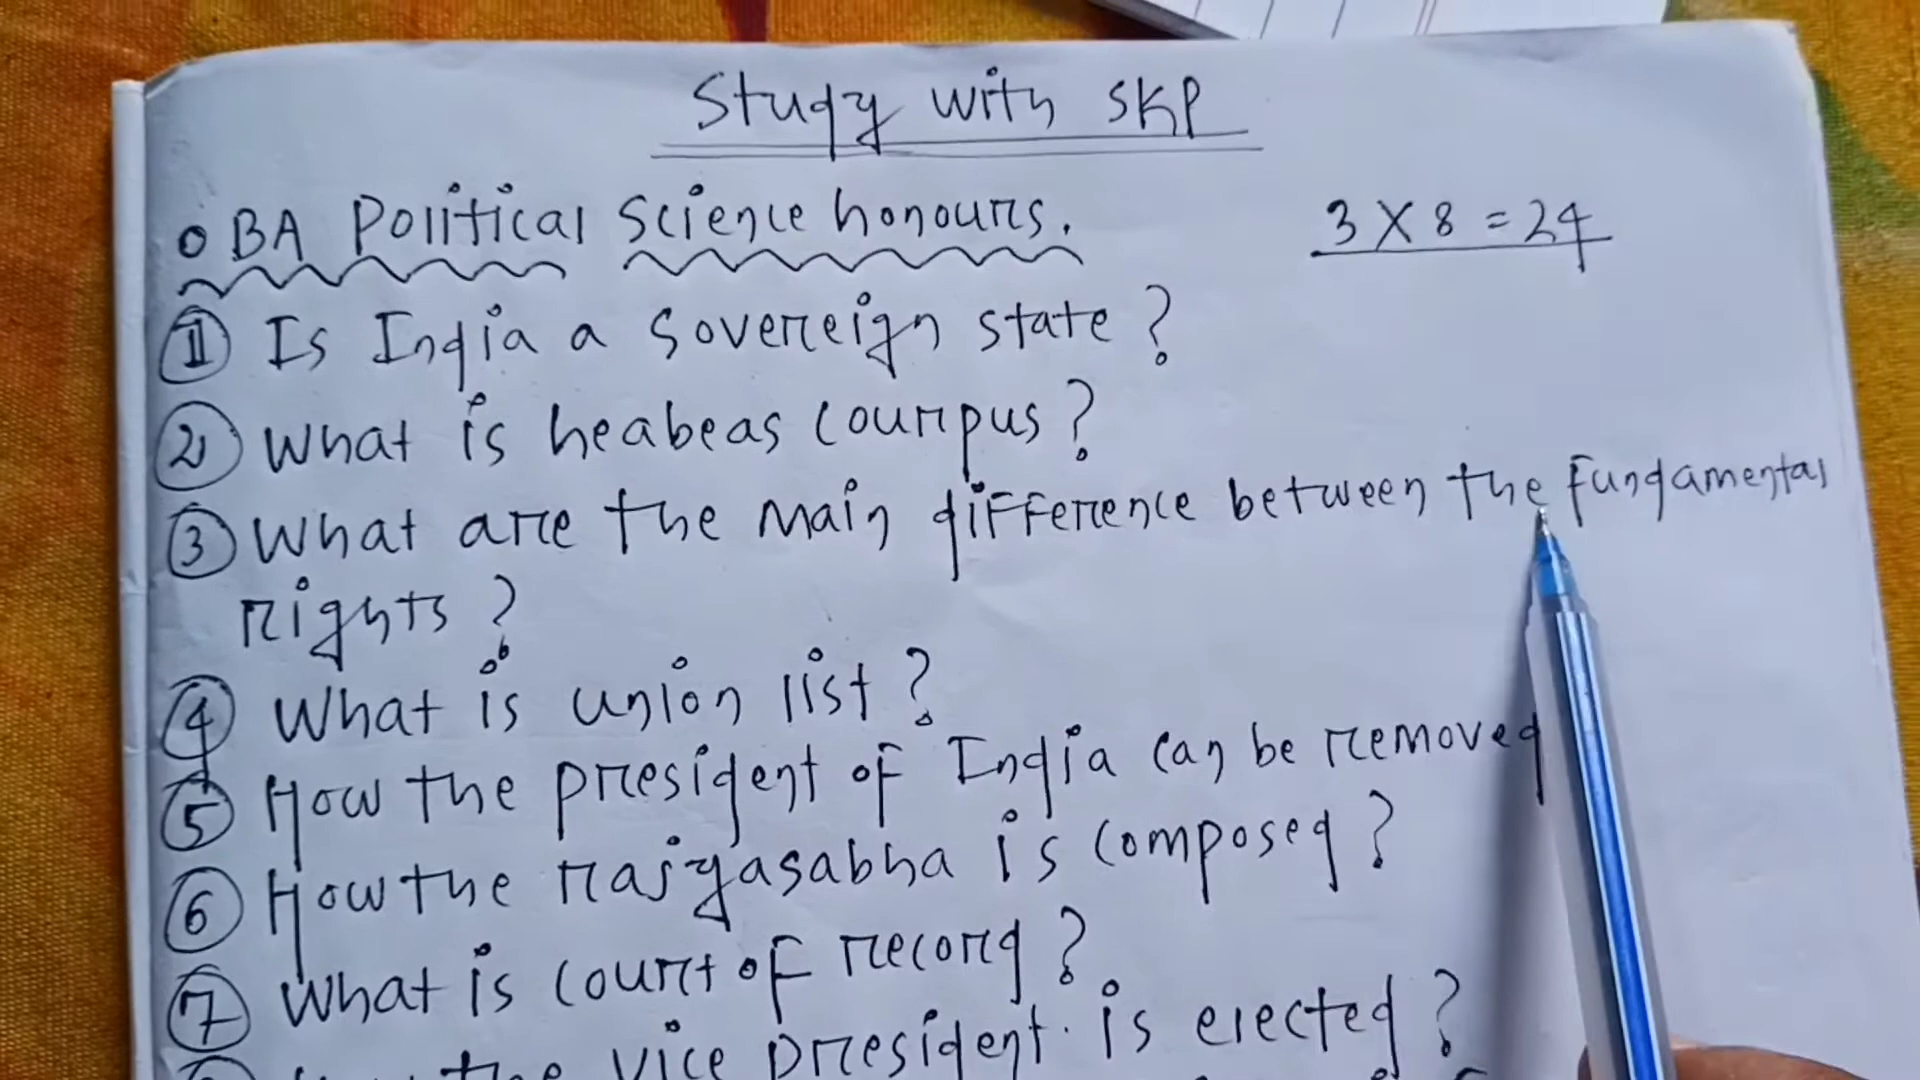 Study with SKP
BA Political Science honours.
3 X 8 = 24
① Is India a sovereign state?
② What is heabeas courpus?
③ What are the main difference between the fundamental
rights?
④ What is union list?
⑤ How the president of India can be removed
⑥ How the rajyasabha is composed?
⑦ What is court of record?
the vice president is elected?